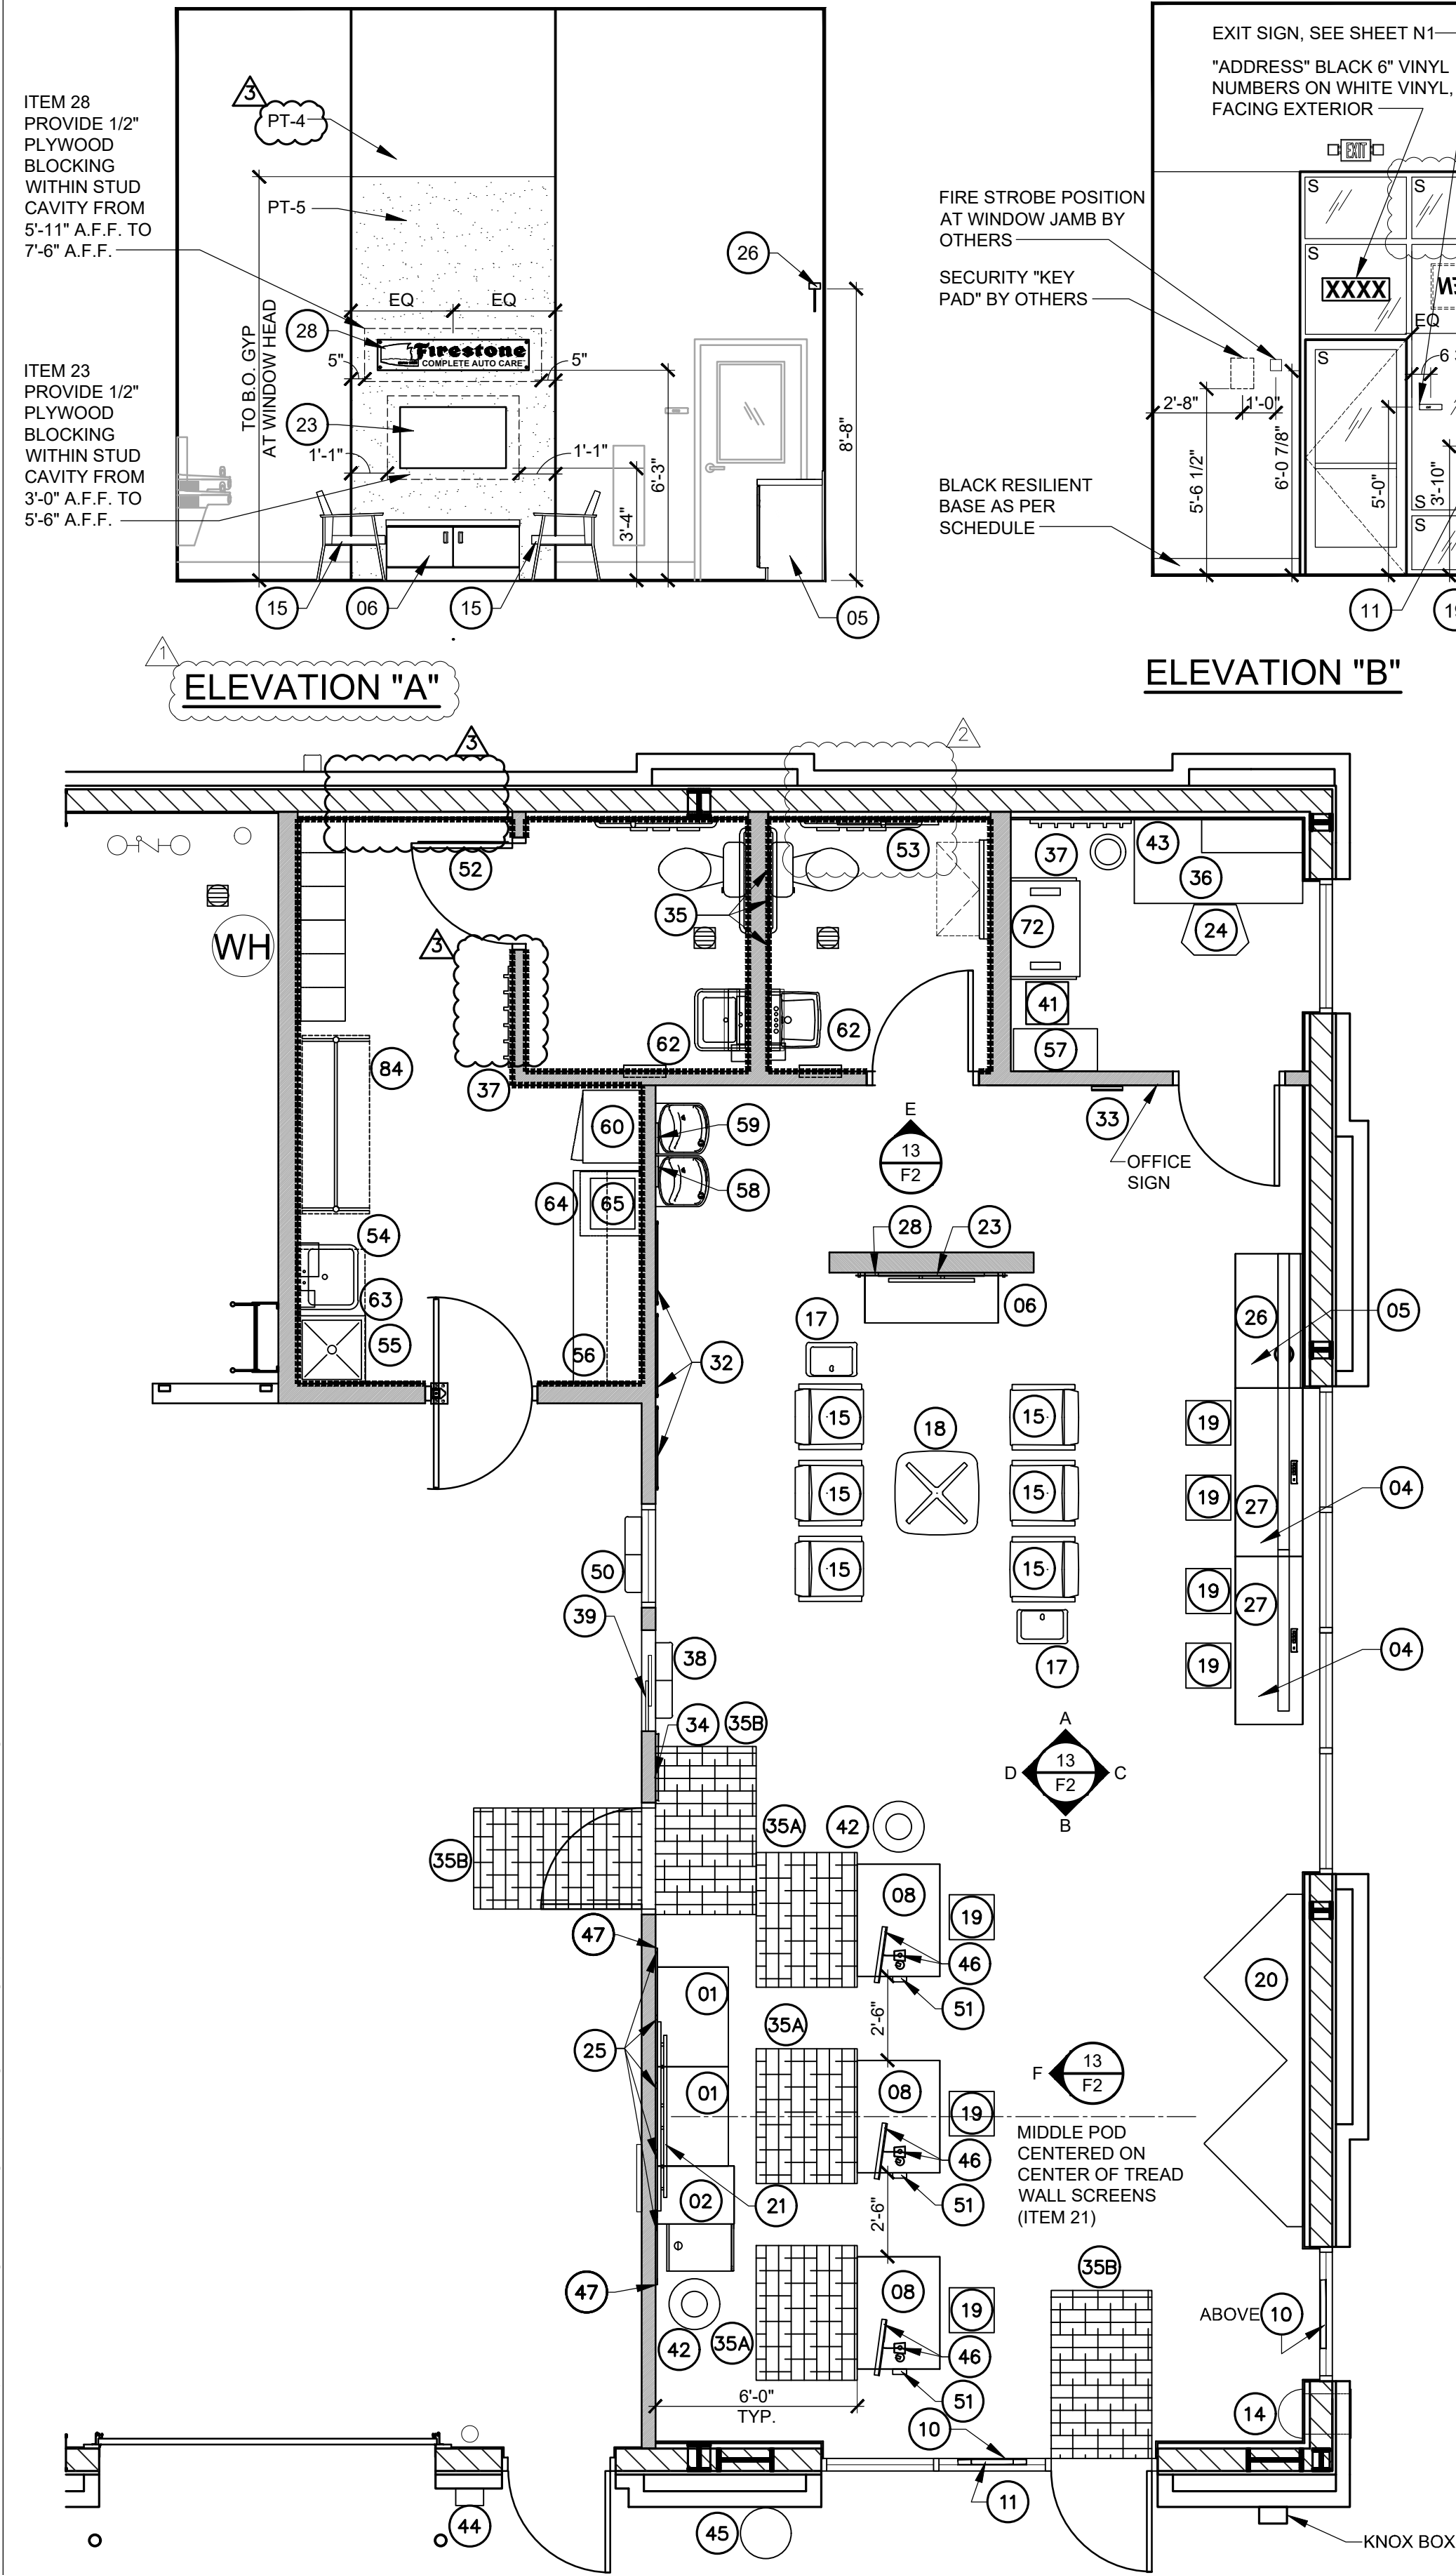 ITEM 28
PROVIDE 1/2"
PLYWOOD
BLOCKING
WITHIN STUD
CAVITY FROM
5'-11" A.F.F. TO
7'-6" A.F.F.
ITEM 23
PROVIDE 1/2"
PLYWOOD
BLOCKING
WITHIN STUD
CAVITY FROM
3'-0" A.F.F. TO
5'-6" A.F.F.
3
PT-4
PT-5
TO B.O. GYP
AT WINDOW HEAD
EQ
EQ
28
Firestone
COMPLETE AUTO CARE
5"
5"
23
1'-1"
1'-1"
3'-4"
6'-3"
8'-8"
26
15
06
15
05
1
ELEVATION "A"
EXIT SIGN, SEE SHEET N1
"ADDRESS" BLACK 6" VINYL
NUMBERS ON WHITE VINYL,
FACING EXTERIOR
EXIT
FIRE STROBE POSITION
AT WINDOW JAMB BY
OTHERS
SECURITY "KEY
PAD" BY OTHERS
BLACK RESILIENT
BASE AS PER
SCHEDULE
S
S
S
XXXX
EQ
S
6
2'-8"
1'-0"
5'-6 1/2"
6'-0 7/8"
5'-0"
3'-10"
S
S
11
ELEVATION "B"
3
2
52
53
37
43
36
35
72
24
WH
3
41
62
62
57
84
37
33
60
59
E
13
F2
OFFICE
SIGN
64
65
58
54
28
23
63
06
26
05
17
55
56
32
15
15
19
18
15
15
19
27
04
50
15
15
19
27
39
38
17
19
04
34
35B
A
D
13
F2
C
B
35A
42
35B
08
19
47
46
20
01
51
35A
2'-6"
25
F
13
F2
01
08
19
MIDDLE POD
CENTERED ON
CENTER OF TREAD
WALL SCREENS
(ITEM 21)
46
02
21
51
2'-6"
35B
47
08
19
ABOVE
10
42
35A
46
6'-0"
TYP.
51
14
10
11
44
45
KNOX BOX